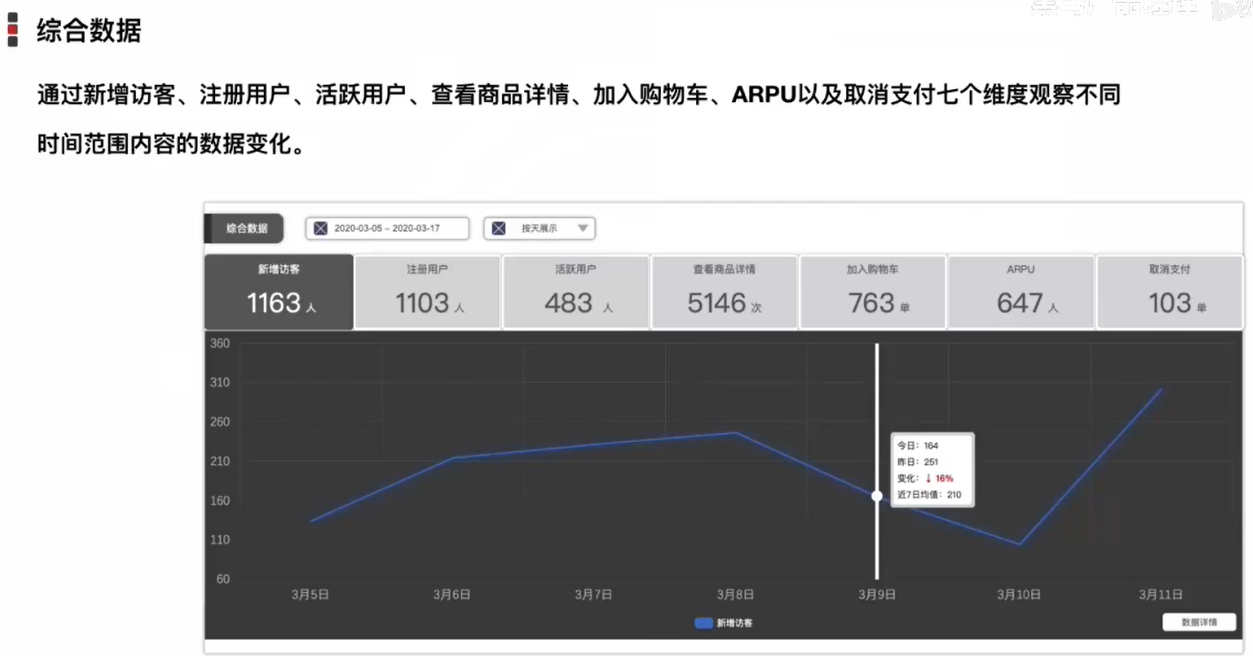 综合数据
通过新增访客、注册用户、活跃用户、查看商品详情、加入购物车、ARPU以及取消支付七个维度观察不同
时间范围内容的数据变化。
综合数据
2020-03-05 ~ 2020-03-17
按天展示
新增访客
1163 人
注册用户
1103 人
活跃用户
483 人
查看商品详情
5146 次
加入购物车
763 单
ARPU
647 人
取消支付
103 单
360
310
260
210
160
110
60
今日：164
昨日：251
变化：↓ 16%
近7日均值：210
3月5日
3月6日
3月7日
3月8日
3月9日
3月10日
3月11日
新增访客
数据详情